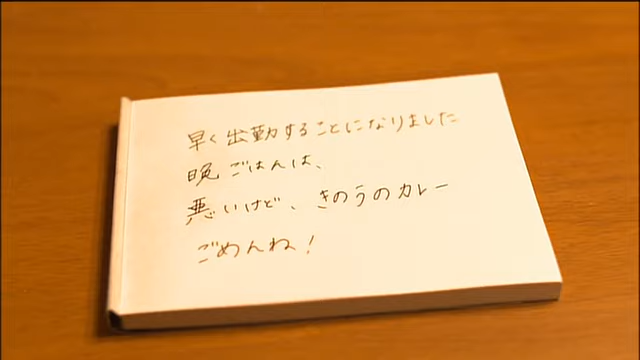 早く出勤することになりました
晩ごはんは、
悪いけど、きのうのカレー
ごめんね!